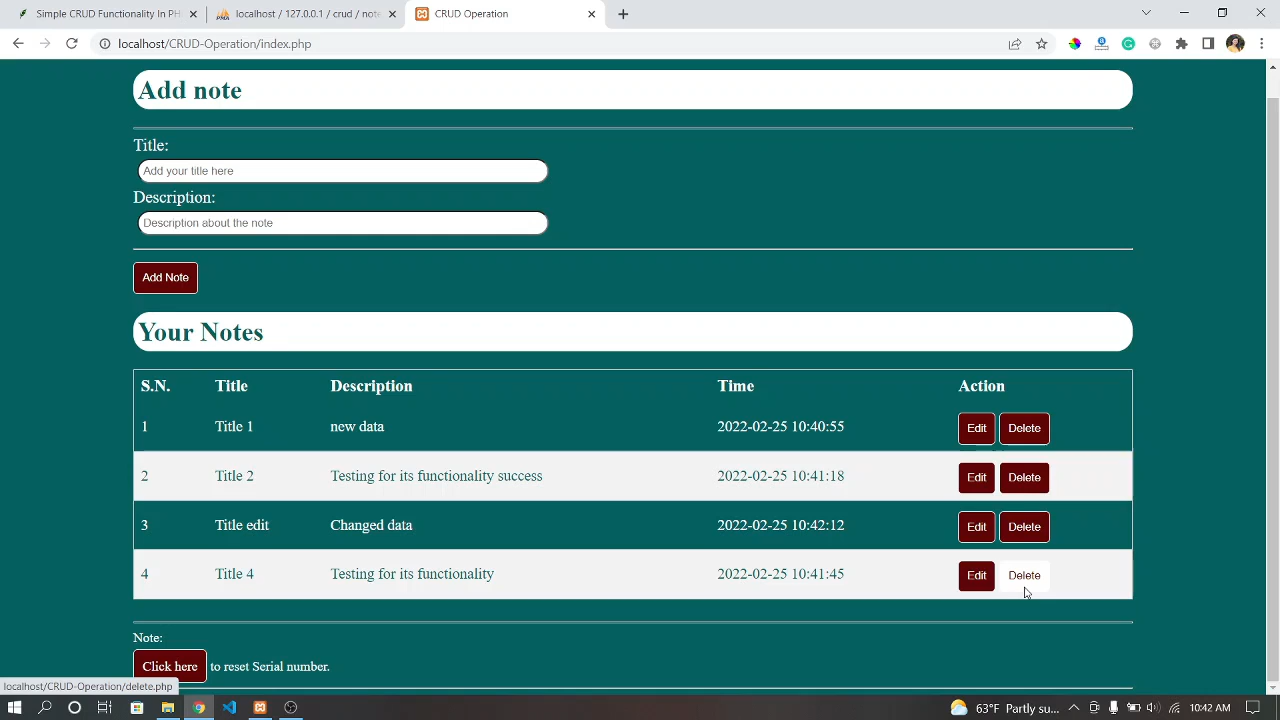 Simple CRUD Functionality in PH
localhost / 127.0.0.1 / crud / note
CRUD Operation
localhost/CRUD-Operation/index.php
Add note
Title:
Add your title here
Description:
Description about the note
Add Note
Your Notes
S.N. Title Description Time Action
1 Title 1 new data 2022-02-25 10:40:55 Edit Delete
2 Title 2 Testing for its functionality success 2022-02-25 10:41:18 Edit Delete
3 Title edit Changed data 2022-02-25 10:42:12 Edit Delete
4 Title 4 Testing for its functionality 2022-02-25 10:41:45 Edit Delete
Note:
Click here to reset Serial number.
localhost/CRUD-Operation/delete.php
63°F Partly su... 10:42 AM